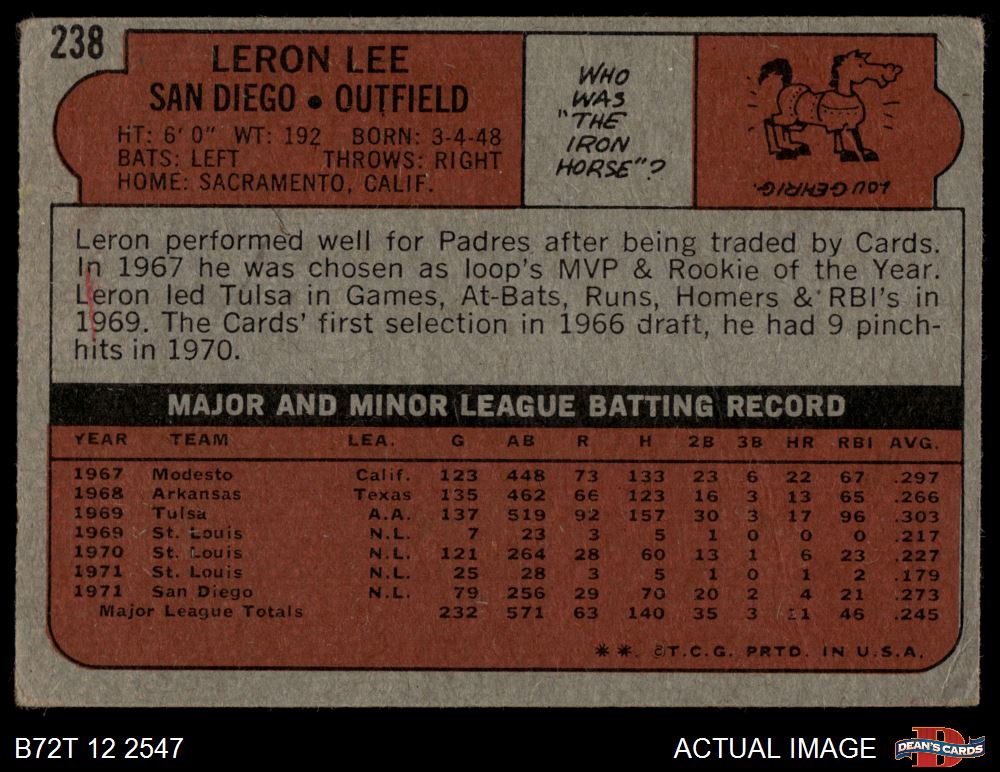 238
LERON LEE
SAN DIEGO • OUTFIELD
HT: 6' 0" WT: 192 BORN: 3-4-48
BATS: LEFT THROWS: RIGHT
HOME: SACRAMENTO, CALIF.
WHO
WAS
"THE
IRON
HORSE"?
LOU GEHRIG.
Leron performed well for Padres after being traded by Cards.
In 1967 he was chosen as loop's MVP & Rookie of the Year.
Leron led Tulsa in Games, At-Bats, Runs, Homers & RBI's in
1969. The Cards' first selection in 1966 draft, he had 9 pinch-
hits in 1970.
MAJOR AND MINOR LEAGUE BATTING RECORD
YEAR TEAM LEA. G AB R H 2B 3B HR RBI AVG.
1967 Modesto Calif. 123 448 73 133 23 6 22 67 .297
1968 Arkansas Texas 135 462 66 123 16 3 13 65 .266
1969 Tulsa A.A. 137 519 92 157 30 3 17 96 .303
1969 St. Louis N.L. 7 23 3 5 1 0 0 0 .217
1970 St. Louis N.L. 121 264 28 60 13 1 6 23 .227
1971 St. Louis N.L. 25 28 3 5 1 0 1 2 .179
1971 San Diego N.L. 79 256 29 70 20 2 4 21 .273
Major League Totals 232 571 63 140 35 3 11 46 .245
** ©T.C.G. PRTD. IN U.S.A.
B72T 12 2547
ACTUAL IMAGE
D
DEAN'S CARDS